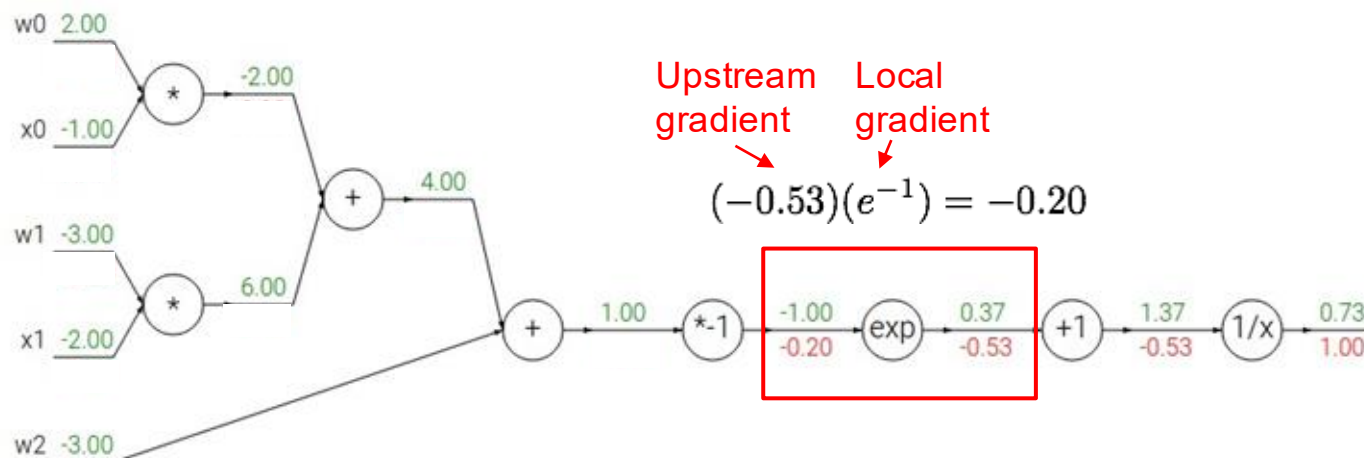 w0 2.00
-2.00
*
x0 -1.00
Upstream gradient
Local gradient
4.00
+
(−0.53)(e^{−1}) = −0.20
w1 -3.00
6.00
*
x1 -2.00
+
1.00
*-1
-1.00
-0.20
exp
0.37
-0.53
+1
1.37
-0.53
1/x
0.73
1.00
w2 -3.00